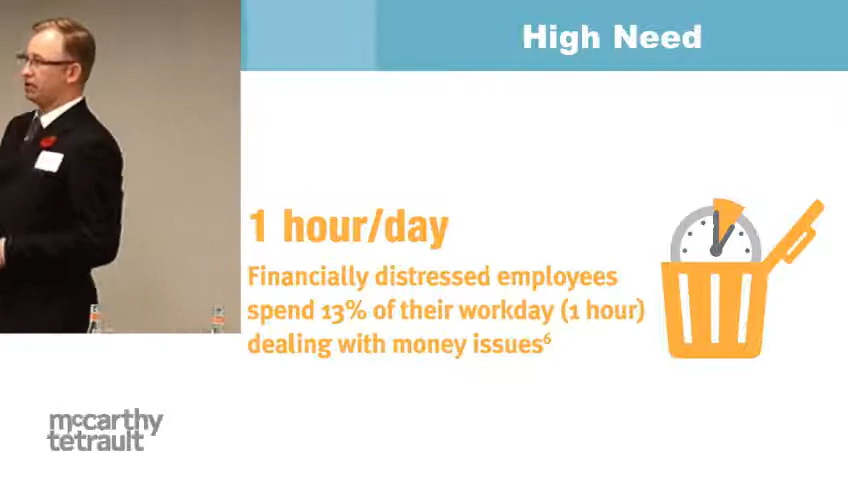 High Need
1 hour/day
Financially distressed employees
spend 13% of their workday (1 hour)
dealing with money issues⁶
mccarthy
tetrault